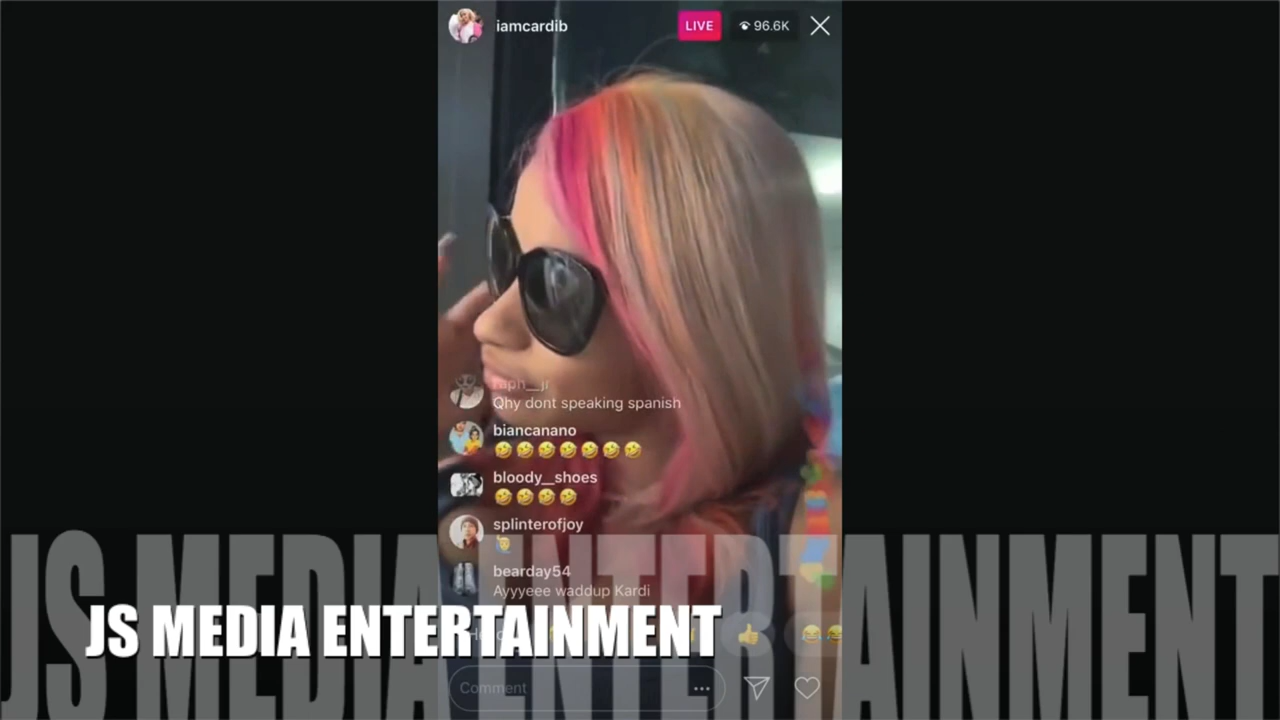 iamcardib
LIVE
96.6K
Qhy dont speaking spanish
biancanano
bloody__shoes
splinterofjoy
bearday54
Ayyyeee waddup Kardi
JS MEDIA ENTERTAINMENT
JS MEDIA ENTERTAINMENT
Comment